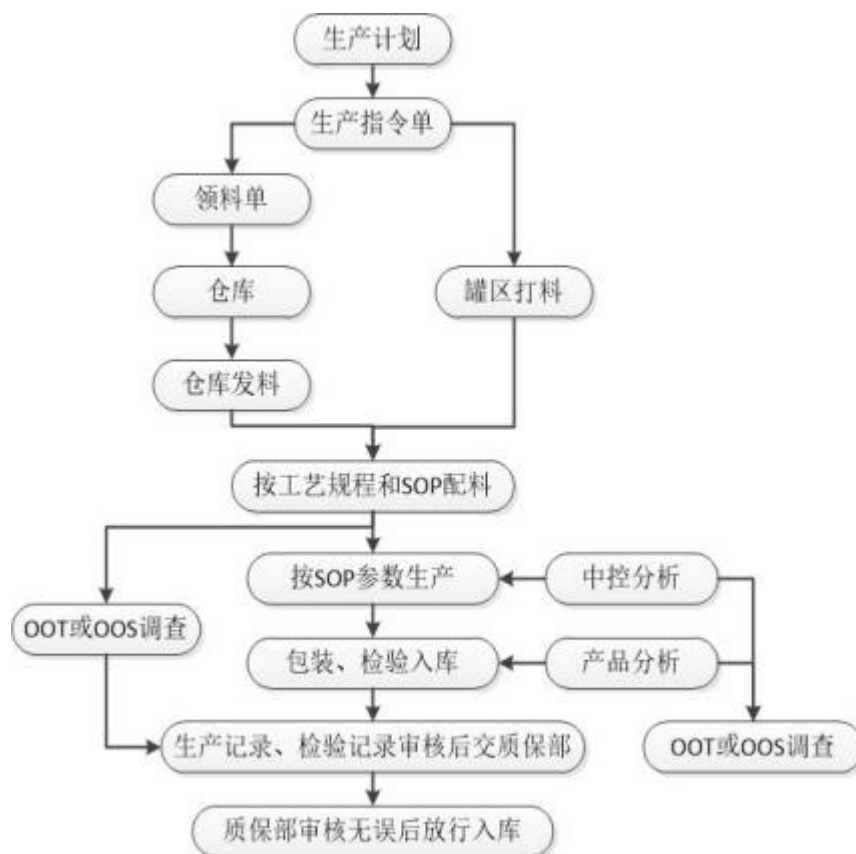 生产计划
生产指令单
领料单
仓库
罐区打料
仓库发料
按工艺规程和SOP配料
按SOP参数生产
中控分析
OOT或OOS调查
包装、检验入库
产品分析
生产记录、检验记录审核后交质保部
OOT或OOS调查
质保部审核无误后放行入库